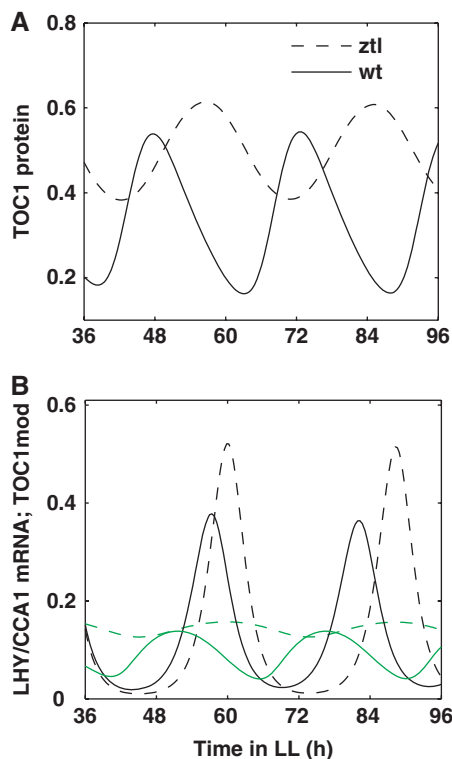 A
0.8
0.6
0.4
0.2
TOC1 protein
ztl
wt
36 48 60 72 84 96
B
0.6
0.4
0.2
0
LHY/CCA1 mRNA; TOC1mod
36 48 60 72 84 96
Time in LL (h)